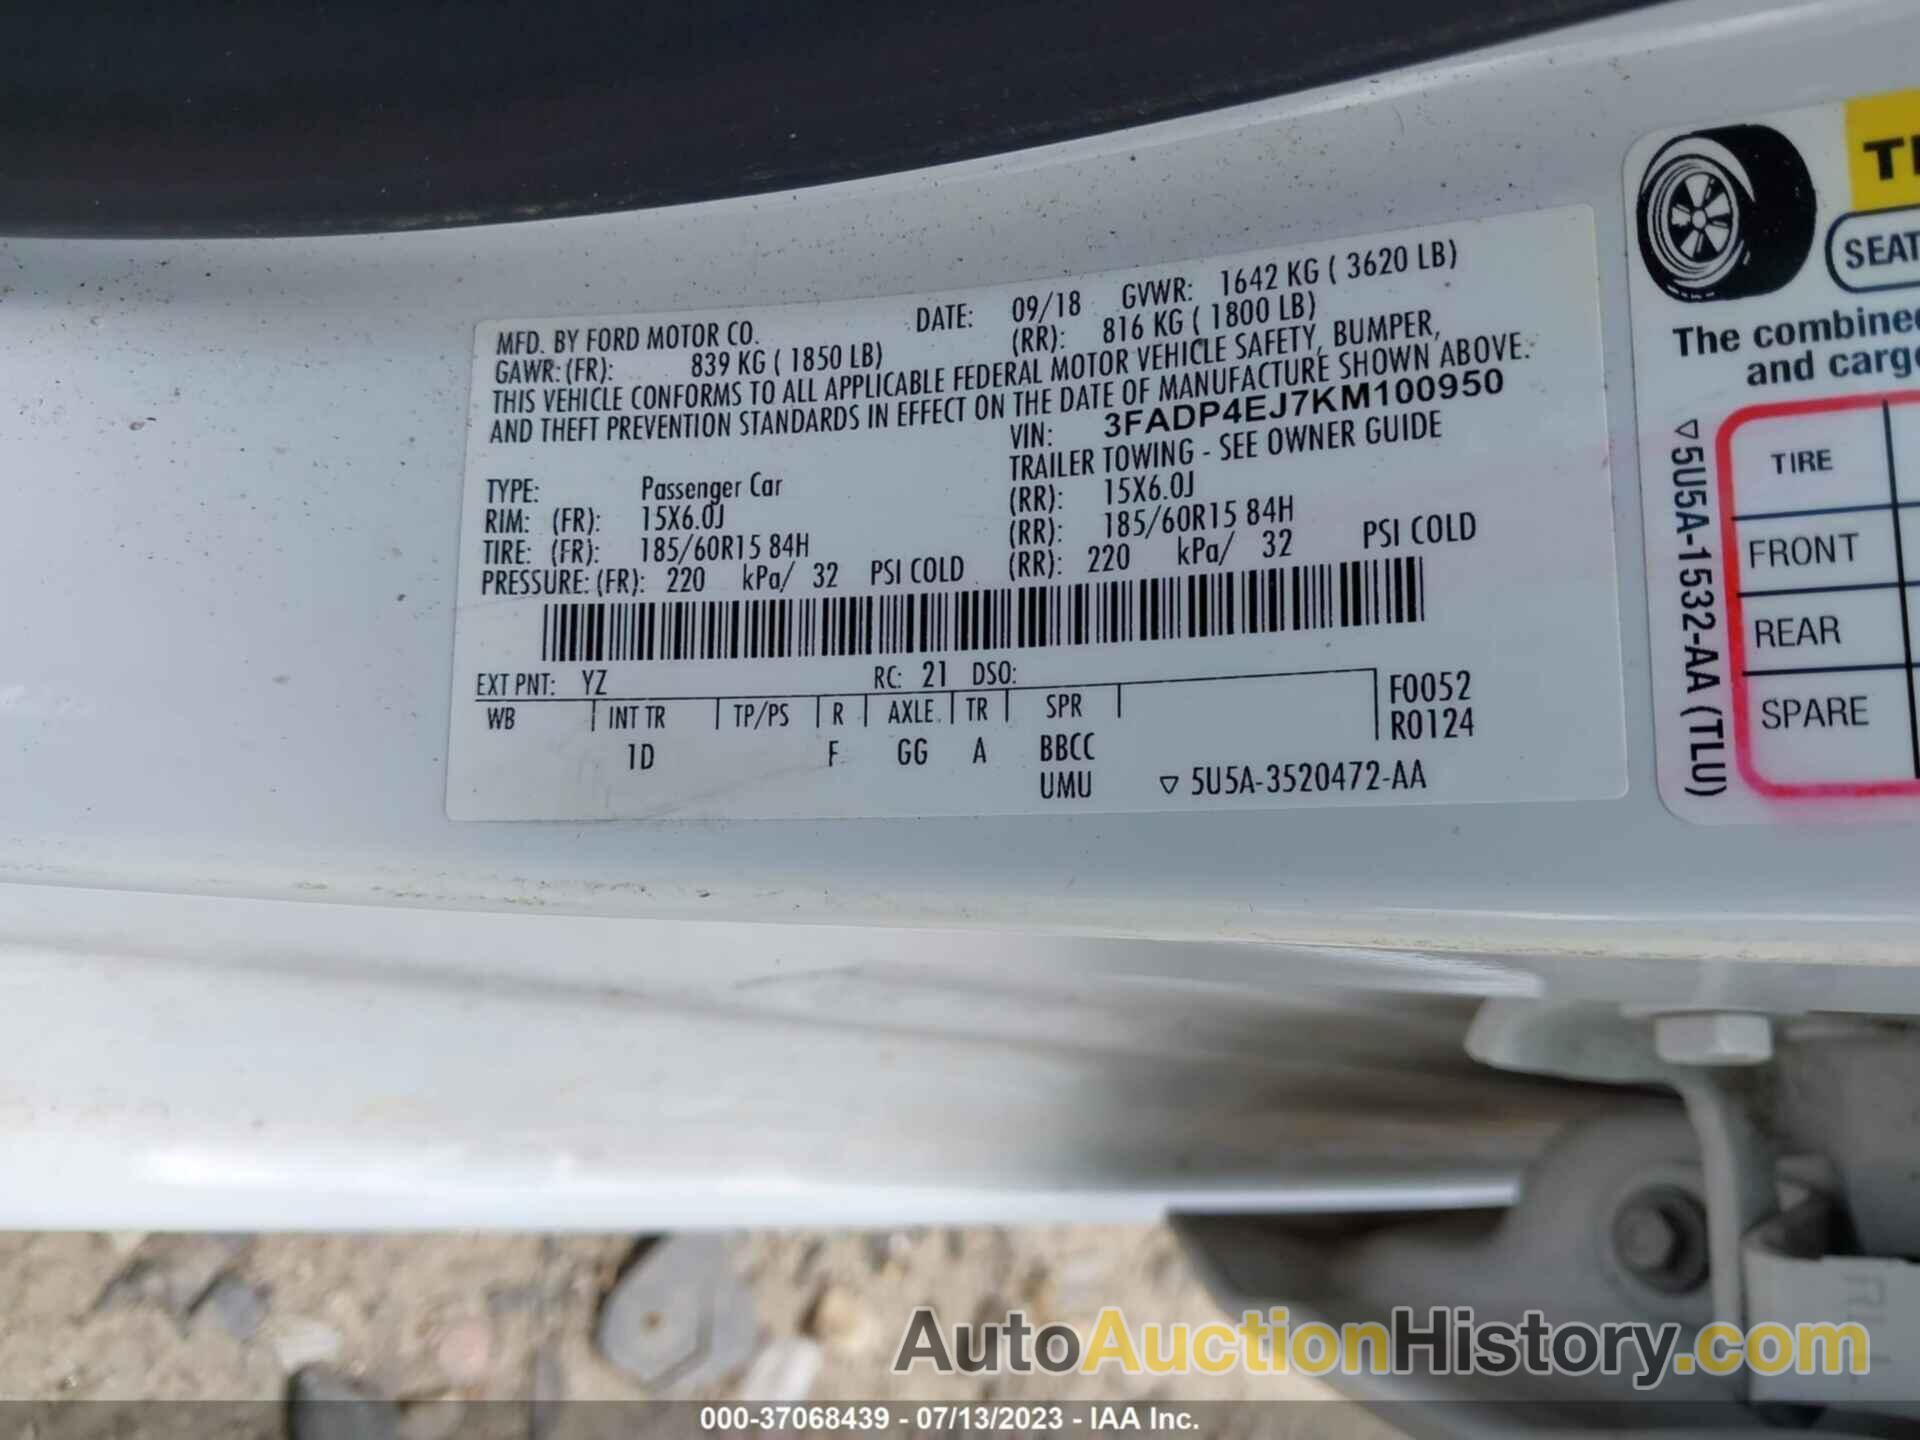 MFD. BY FORD MOTOR CO. DATE: 09/18 GVWR: 1642 KG ( 3620 LB)
GAWR: (FR): 839 KG ( 1850 LB) (RR): 816 KG ( 1800 LB)
THIS VEHICLE CONFORMS TO ALL APPLICABLE FEDERAL MOTOR VEHICLE SAFETY, BUMPER,
AND THEFT PREVENTION STANDARDS IN EFFECT ON THE DATE OF MANUFACTURE SHOWN ABOVE.
VIN: 3FADP4EJ7KM100950
TYPE: Passenger Car TRAILER TOWING - SEE OWNER GUIDE
RIM: (FR): 15X6.0J (RR): 15X6.0J
TIRE: (FR): 185/60R15 84H (RR): 185/60R15 84H
PRESSURE: (FR): 220 kPa/ 32 PSI COLD (RR): 220 kPa/ 32 PSI COLD
EXT PNT: YZ RC: 21 DSO:
WB INT TR TP/PS R AXLE TR SPR F0052
R0124
1D F GG A BBCC
UMU ▽ 5U5A-3520472-AA
SEAT
The combined
and cargo
▽ 5U5A-1532-AA (TLU)
TIRE
FRONT
REAR
SPARE
AutoAuctionHistory.com
000-37068439 - 07/13/2023 - IAA Inc.